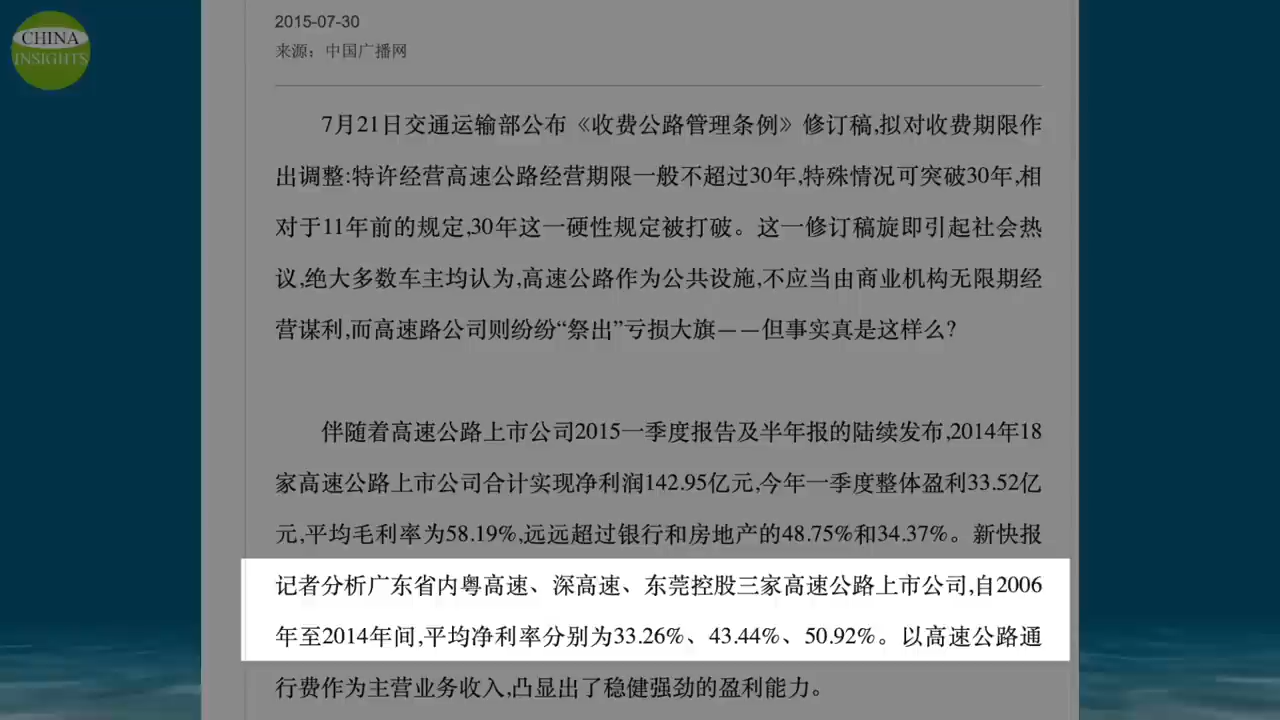 CHINA
INSIGHTS
2015-07-30
来源：中国广播网
7月21日交通运输部公布《收费公路管理条例》修订稿,拟对收费期限作
出调整:特许经营高速公路经营期限一般不超过30年,特殊情况可突破30年,相
对于11年前的规定,30年这一硬性规定被打破。这一修订稿旋即引起社会热
议,绝大多数车主均认为,高速公路作为公共设施,不应当由商业机构无限期经
营谋利,而高速路公司则纷纷“祭出”亏损大旗——但事实真是这样么?
伴随着高速公路上市公司2015一季度报告及半年报的陆续发布,2014年18
家高速公路上市公司合计实现净利润142.95亿元,今年一季度整体盈利33.52亿
元,平均毛利率为58.19%,远远超过银行和房地产的48.75%和34.37%。新快报
记者分析广东省内粤高速、深高速、东莞控股三家高速公路上市公司,自2006
年至2014年间,平均净利率分别为33.26%、43.44%、50.92%。以高速公路通
行费作为主营业务收入,凸显出了稳健强劲的盈利能力。